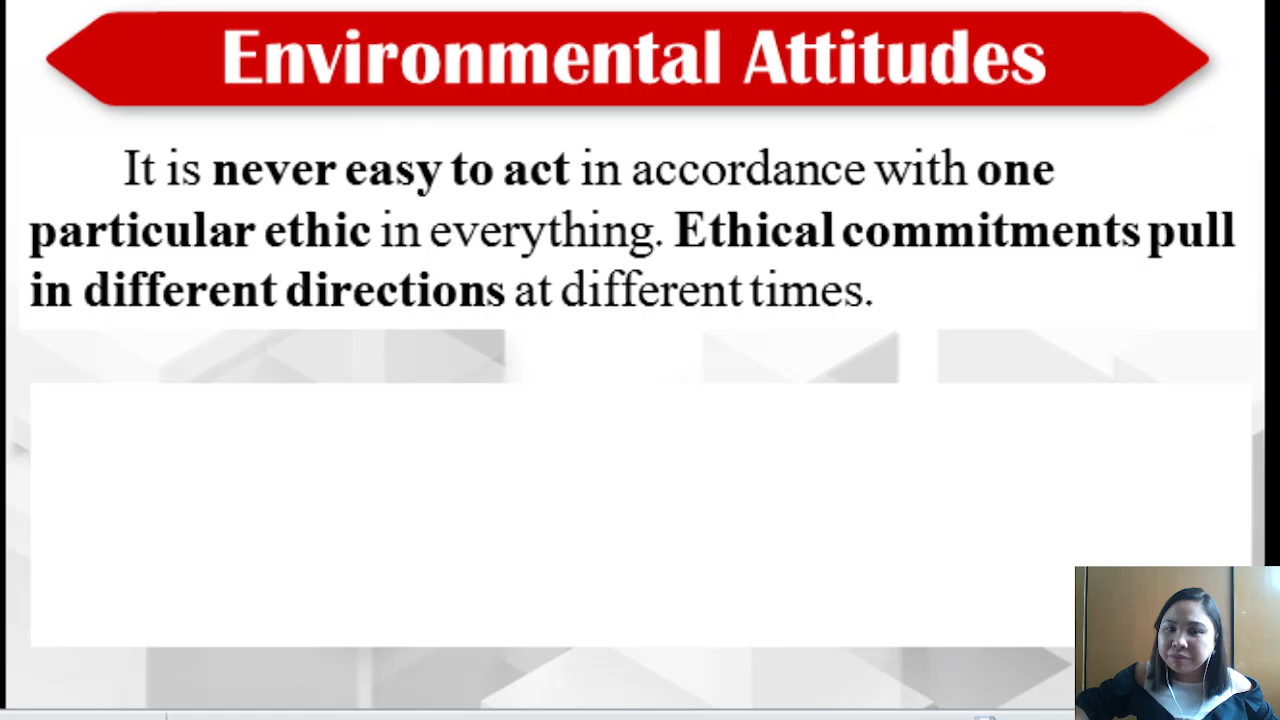 Environmental Attitudes
It is never easy to act in accordance with one
particular ethic in everything. Ethical commitments pull
in different directions at different times.